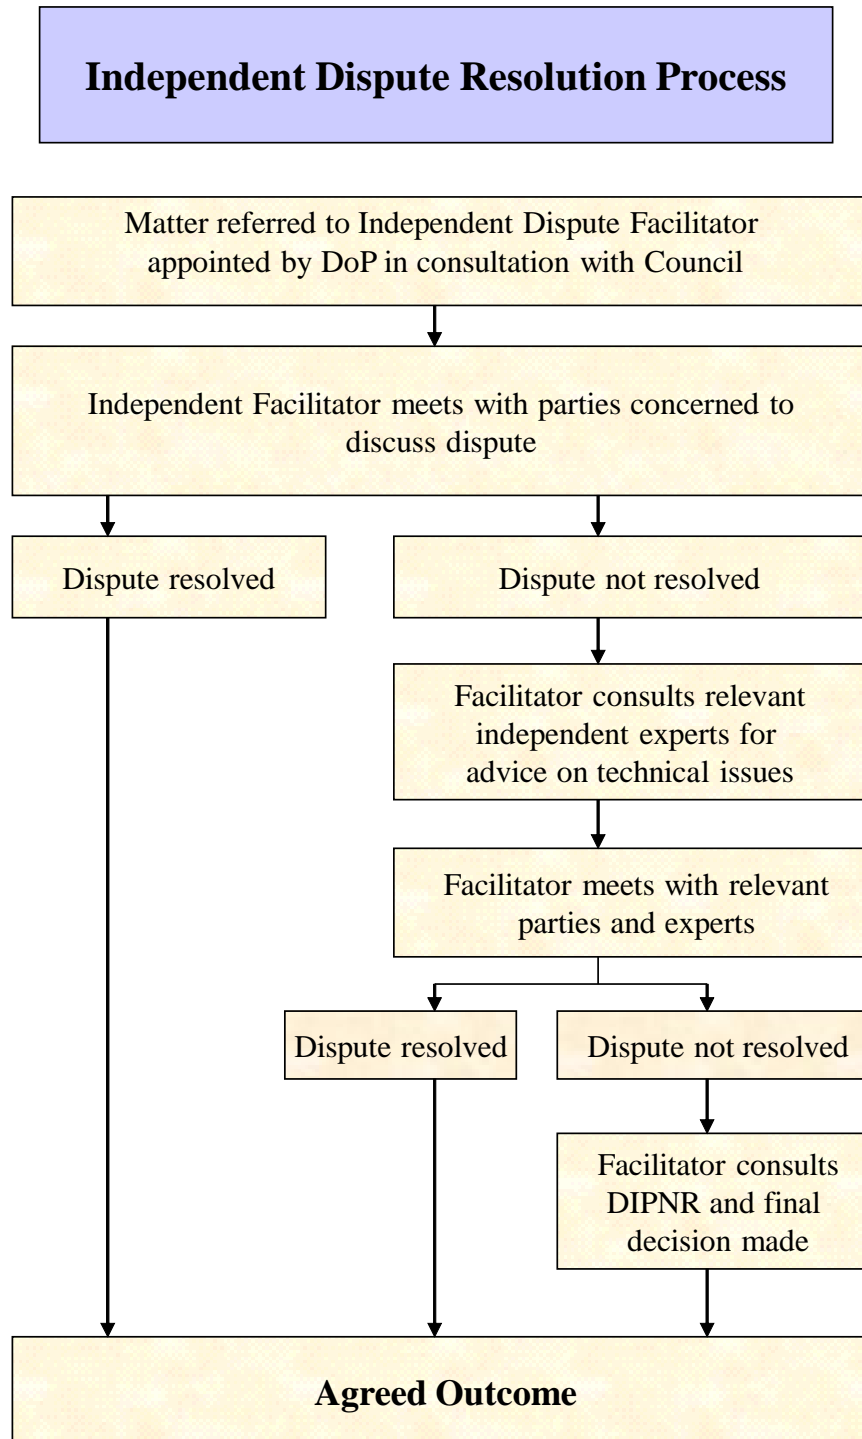 Independent Dispute Resolution Process
Matter referred to Independent Dispute Facilitator
appointed by DoP in consultation with Council
Independent Facilitator meets with parties concerned to
discuss dispute
Dispute resolved
Dispute not resolved
Facilitator consults relevant
independent experts for
advice on technical issues
Facilitator meets with relevant
parties and experts
Dispute resolved
Dispute not resolved
Facilitator consults
DIPNR and final
decision made
Agreed Outcome